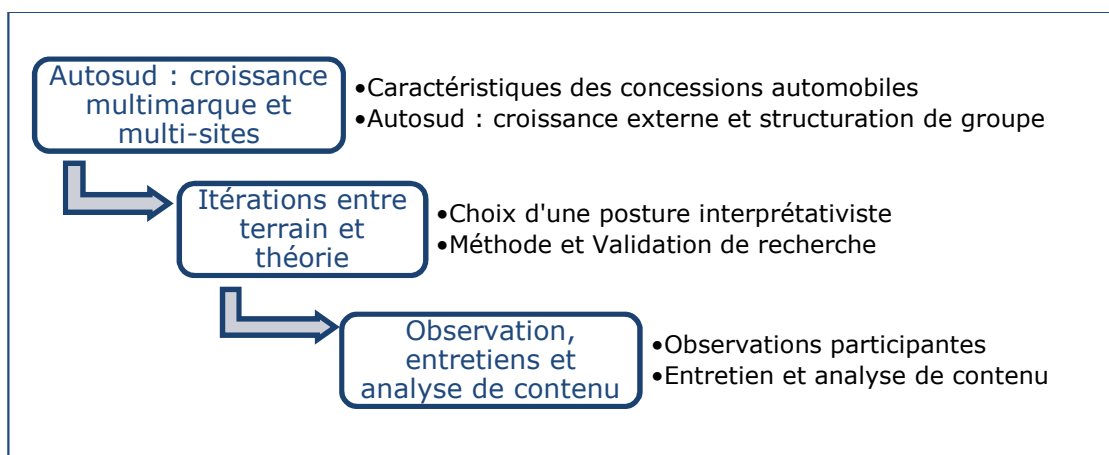 Autosud : croissance
multimarque et
multi-sites
•Caractéristiques des concessions automobiles
•Autosud : croissance externe et structuration de groupe
Itérations entre
terrain et
théorie
•Choix d'une posture interprétativiste
•Méthode et Validation de recherche
Observation,
entretiens et
analyse de contenu
•Observations participantes
•Entretien et analyse de contenu